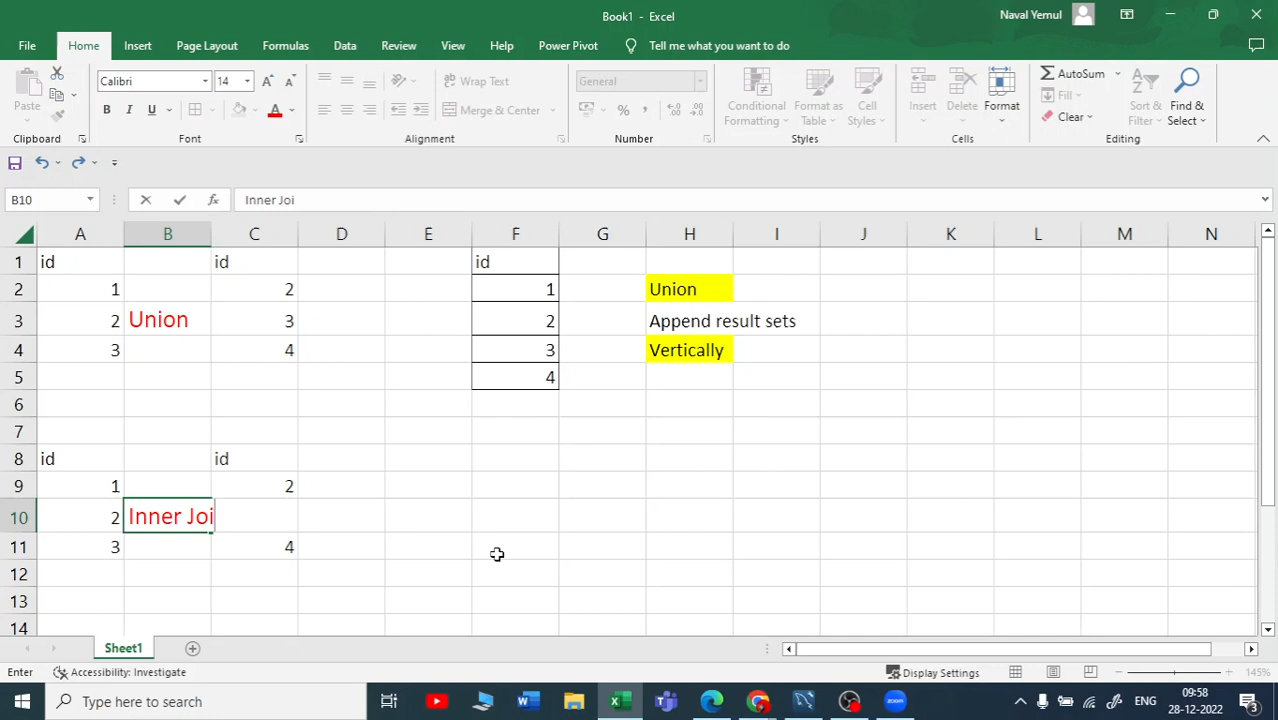 Book1 - Excel
Naval Yemul
File Home Insert Page Layout Formulas Data Review View Help Power Pivot Tell me what you want to do
Paste
Calibri 14
Wrap Text
Merge & Center
General
Conditional Formatting
Format as Table
Cell Styles
Insert Delete Format
AutoSum
Fill
Clear
Sort & Filter
Find & Select
Clipboard Font Alignment Number Styles Cells Editing
B10 fx Inner Joi
A B C D E F G H I J K L M N
1 id id id
2 1 2 1 Union
3 2 Union 3 2 Append result sets
4 3 4 3 Vertically
5 4
6
7
8 id id
9 1 2
10 2 Inner Joi
11 3 4
12
13
14
Sheet1
Enter Accessibility: Investigate Display Settings 145%
Type here to search
ENG
09:58
28-12-2022
3